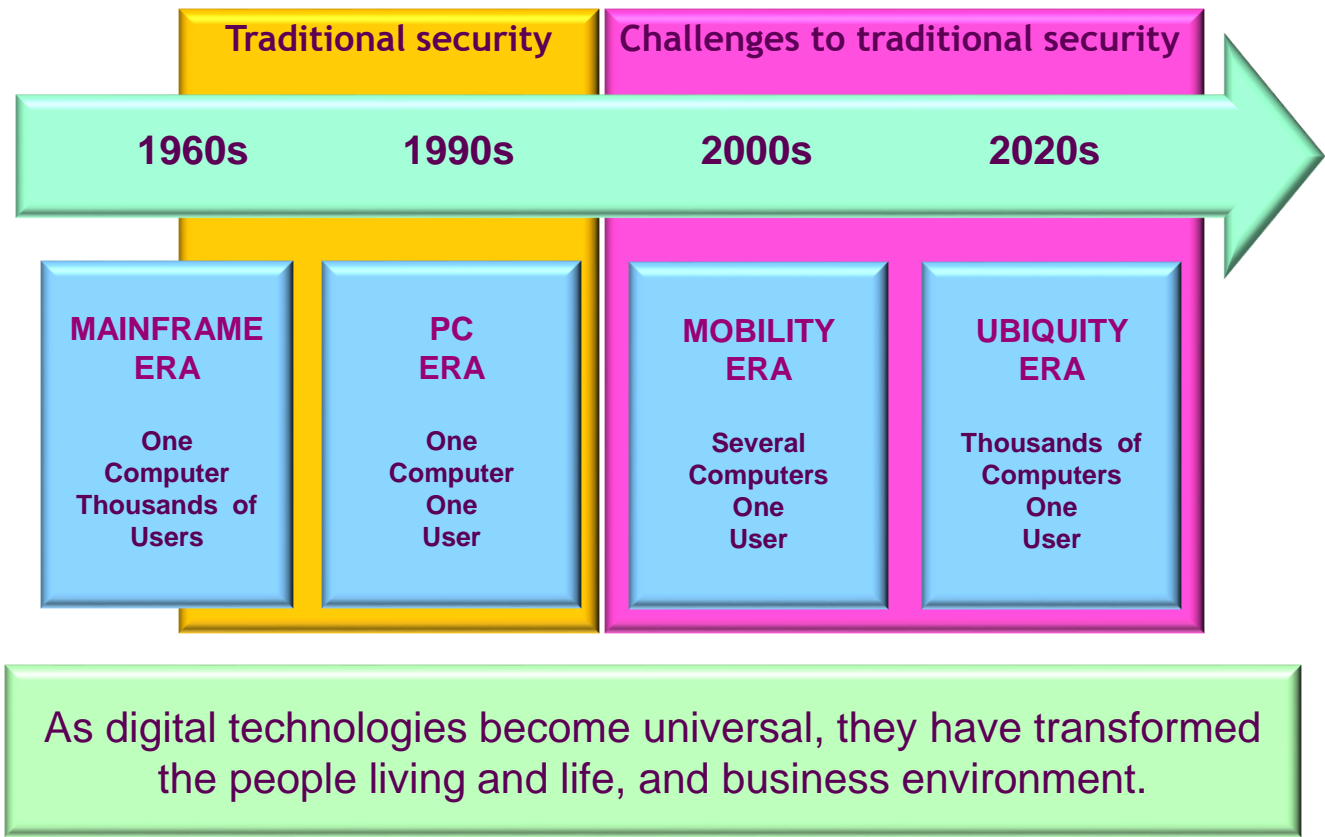 Traditional security
Challenges to traditional security
1960s
1990s
2000s
2020s
MAINFRAME
ERA
One
Computer
Thousands of
Users
PC
ERA
One
Computer
One
User
MOBILITY
ERA
Several
Computers
One
User
UBIQUITY
ERA
Thousands of
Computers
One
User
As digital technologies become universal, they have transformed
the people living and life, and business environment.